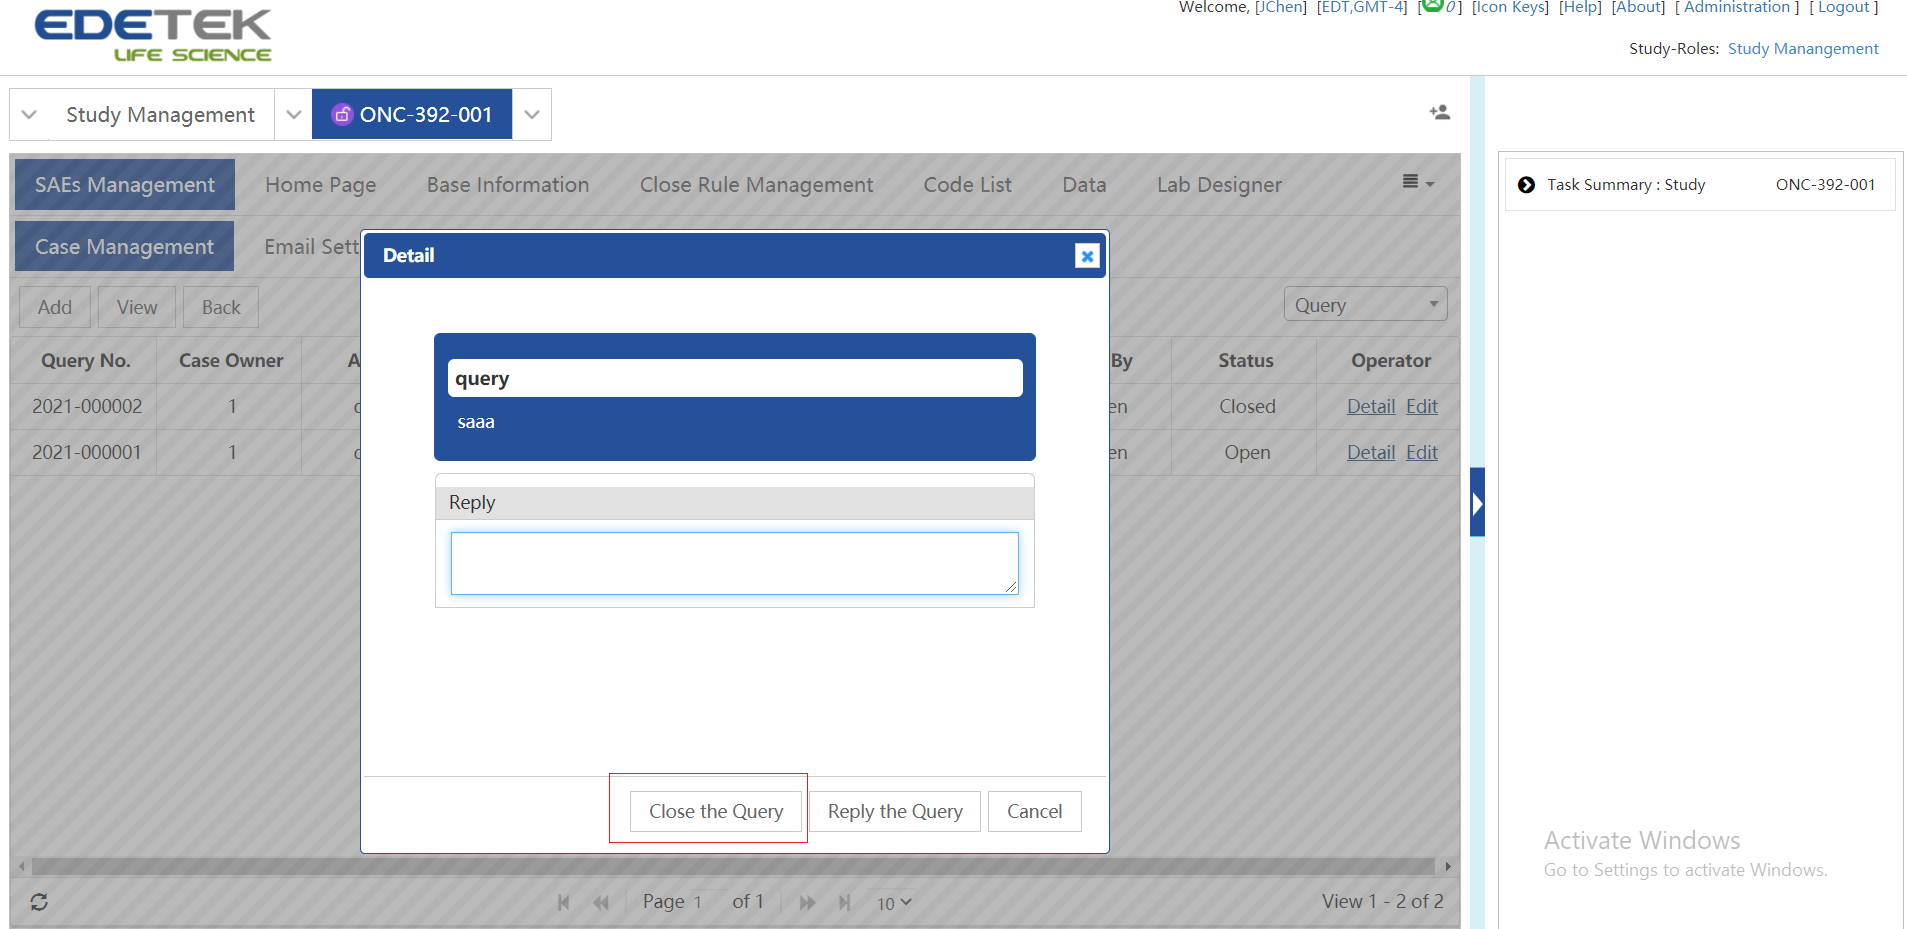 EDETEK
LIFE SCIENCE
Welcome, [JChen] [EDT,GMT-4] [0] [Icon Keys] [Help] [About] [ Administration ] [ Logout ]
Study-Roles: Study Manangement
Study Management
ONC-392-001
SAEs Management Home Page Base Information Close Rule Management Code List Data Lab Designer
Case Management Email Sett
Add View Back
Query
Query No. Case Owner A By Status Operator
2021-000002 1 en Closed Detail Edit
2021-000001 1 en Open Detail Edit
Detail
query
saaa
Reply
Close the Query Reply the Query Cancel
Page 1 of 1 10 View 1 - 2 of 2
Task Summary : Study ONC-392-001
Activate Windows
Go to Settings to activate Windows.